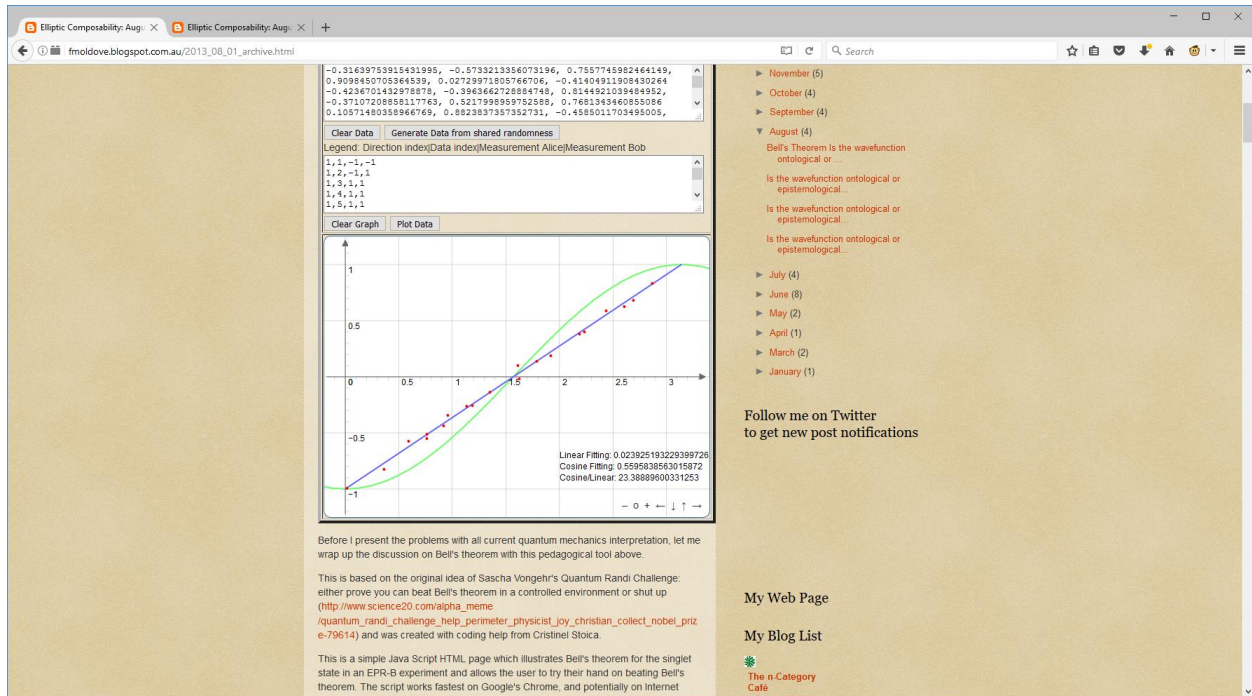 Elliptic Composability: Augu
Elliptic Composability: Augu
fmoldove.blogspot.com.au/2013_08_01_archive.html
Search
-0.31639753915431995, -0.5733213356073196, 0.7557745982464149,
0.9098450705364539, 0.02729971805766706, -0.41404911908430264
-0.4236701432978878, -0.3963662728884748, 0.8144921039484952,
-0.37107208858117763, 0.5217998959752588, 0.7681343460855086
0.10571480358966769, 0.8823837357352731, -0.4585011703495005,
Clear Data Generate Data from shared randomness
Legend: Direction index|Data index|Measurement Alice|Measurement Bob
1,1,-1,-1
1,2,-1,1
1,3,1,1
1,4,1,1
1,5,1,1
Clear Graph Plot Data
1
0.5
0 0.5 1 1.5 2 2.5 3
-0.5
-1
Linear Fitting: 0.023925193229399726
Cosine Fitting: 0.5595838563015872
Cosine/Linear: 23.38889600331253
- o + ← ↓ ↑ →
Before I present the problems with all current quantum mechanics interpretation, let me
wrap up the discussion on Bell's theorem with this pedagogical tool above.
This is based on the original idea of Sascha Vongehr's Quantum Randi Challenge:
either prove you can beat Bell's theorem in a controlled environment or shut up
(http://www.science20.com/alpha_meme
/quantum_randi_challenge_help_perimeter_physicist_joy_christian_collect_nobel_priz
e-79614) and was created with coding help from Cristinel Stoica.
This is a simple Java Script HTML page which illustrates Bell's theorem for the singlet
state in an EPR-B experiment and allows the user to try their hand on beating Bell's
theorem. The script works fastest on Google's Chrome, and potentially on Internet
► November (5)
► October (4)
► September (4)
▼ August (4)
Bell's Theorem Is the wavefunction
ontological or ...
Is the wavefunction ontological or
epistemological...
Is the wavefunction ontological or
epistemological...
Is the wavefunction ontological or
epistemological...
► July (4)
► June (8)
► May (2)
► April (1)
► March (2)
► January (1)
Follow me on Twitter
to get new post notifications
My Web Page
My Blog List
The n-Category
Café